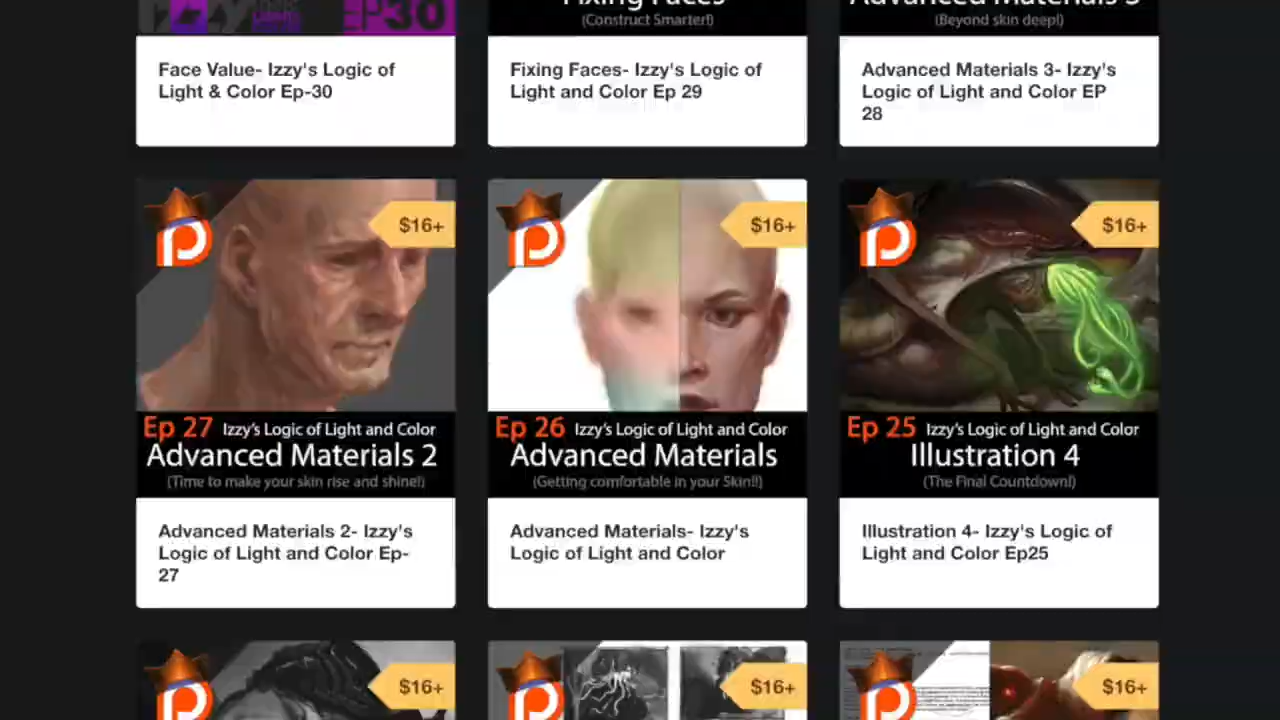 EP30
Fixing Faces
(Construct Smarter!)
Advanced Materials 3
(Beyond skin deep!)
Face Value- Izzy's Logic of
Light & Color Ep-30
Fixing Faces- Izzy's Logic of
Light and Color Ep 29
Advanced Materials 3- Izzy's
Logic of Light and Color EP
28
$16+
$16+
$16+
Ep 27 Izzy's Logic of Light and Color
Advanced Materials 2
(Time to make your skin rise and shine!)
Ep 26 Izzy's Logic of Light and Color
Advanced Materials
(Getting comfortable in your Skin!!)
Ep 25 Izzy's Logic of Light and Color
Illustration 4
(The Final Countdown!)
Advanced Materials 2- Izzy's
Logic of Light and Color Ep-
27
Advanced Materials- Izzy's
Logic of Light and Color
Illustration 4- Izzy's Logic of
Light and Color Ep25
$16+
$16+
$16+